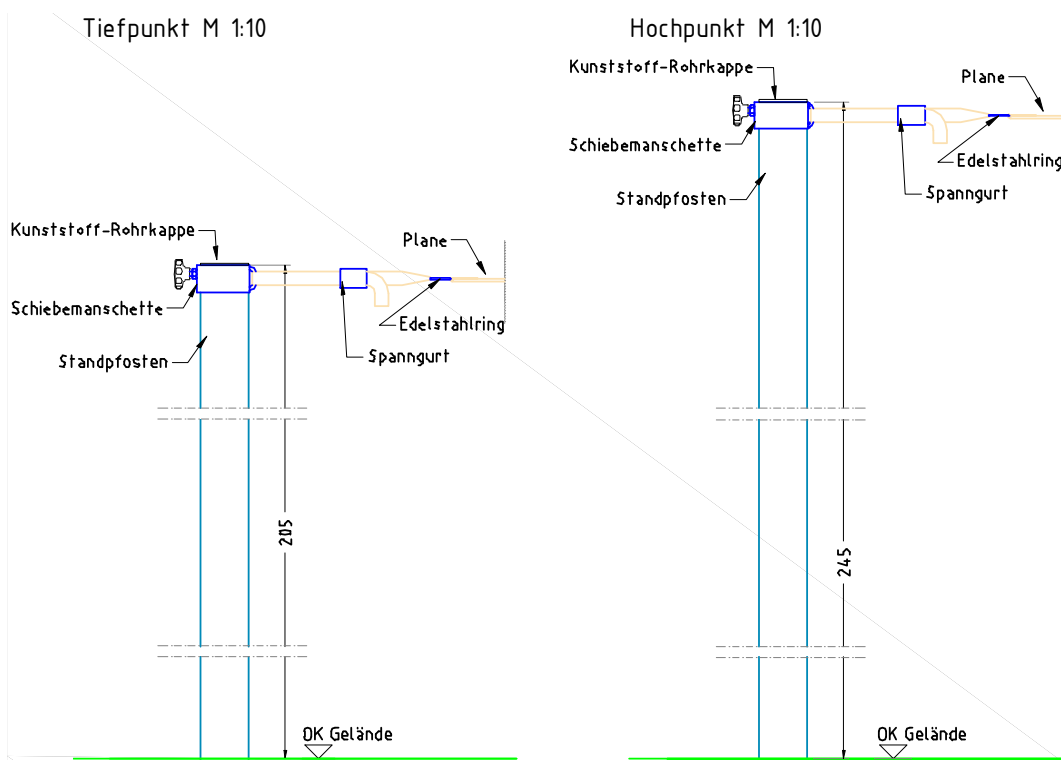 Tiefpunkt M 1:10
Kunststoff-Rohrkappe
Plane
Schiebemanschette
Edelstahlring
Spanngurt
Standpfosten
205
OK Gelände
Hochpunkt M 1:10
Kunststoff-Rohrkappe
Plane
Schiebemanschette
Edelstahlring
Spanngurt
Standpfosten
245
OK Gelände